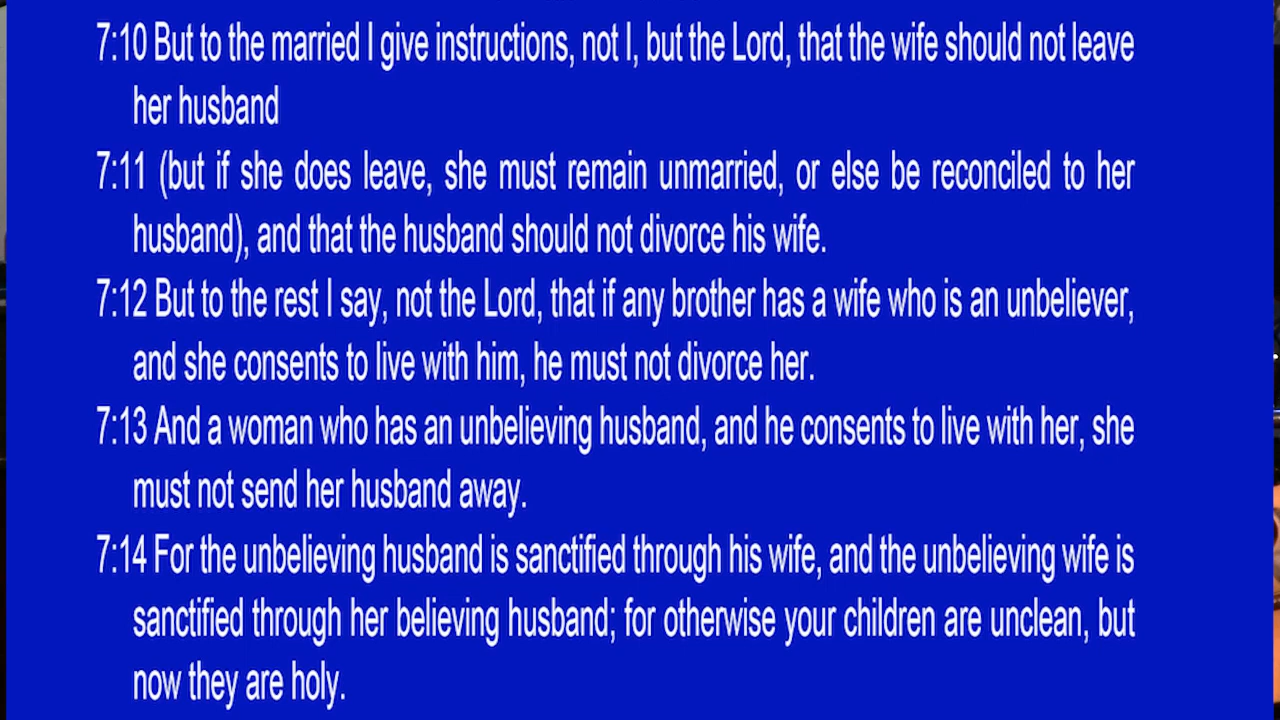 7:10 But to the married I give instructions, not I, but the Lord, that the wife should not leave
her husband
7:11 (but if she does leave, she must remain unmarried, or else be reconciled to her
husband), and that the husband should not divorce his wife.
7:12 But to the rest I say, not the Lord, that if any brother has a wife who is an unbeliever,
and she consents to live with him, he must not divorce her.
7:13 And a woman who has an unbelieving husband, and he consents to live with her, she
must not send her husband away.
7:14 For the unbelieving husband is sanctified through his wife, and the unbelieving wife is
sanctified through her believing husband; for otherwise your children are unclean, but
now they are holy.